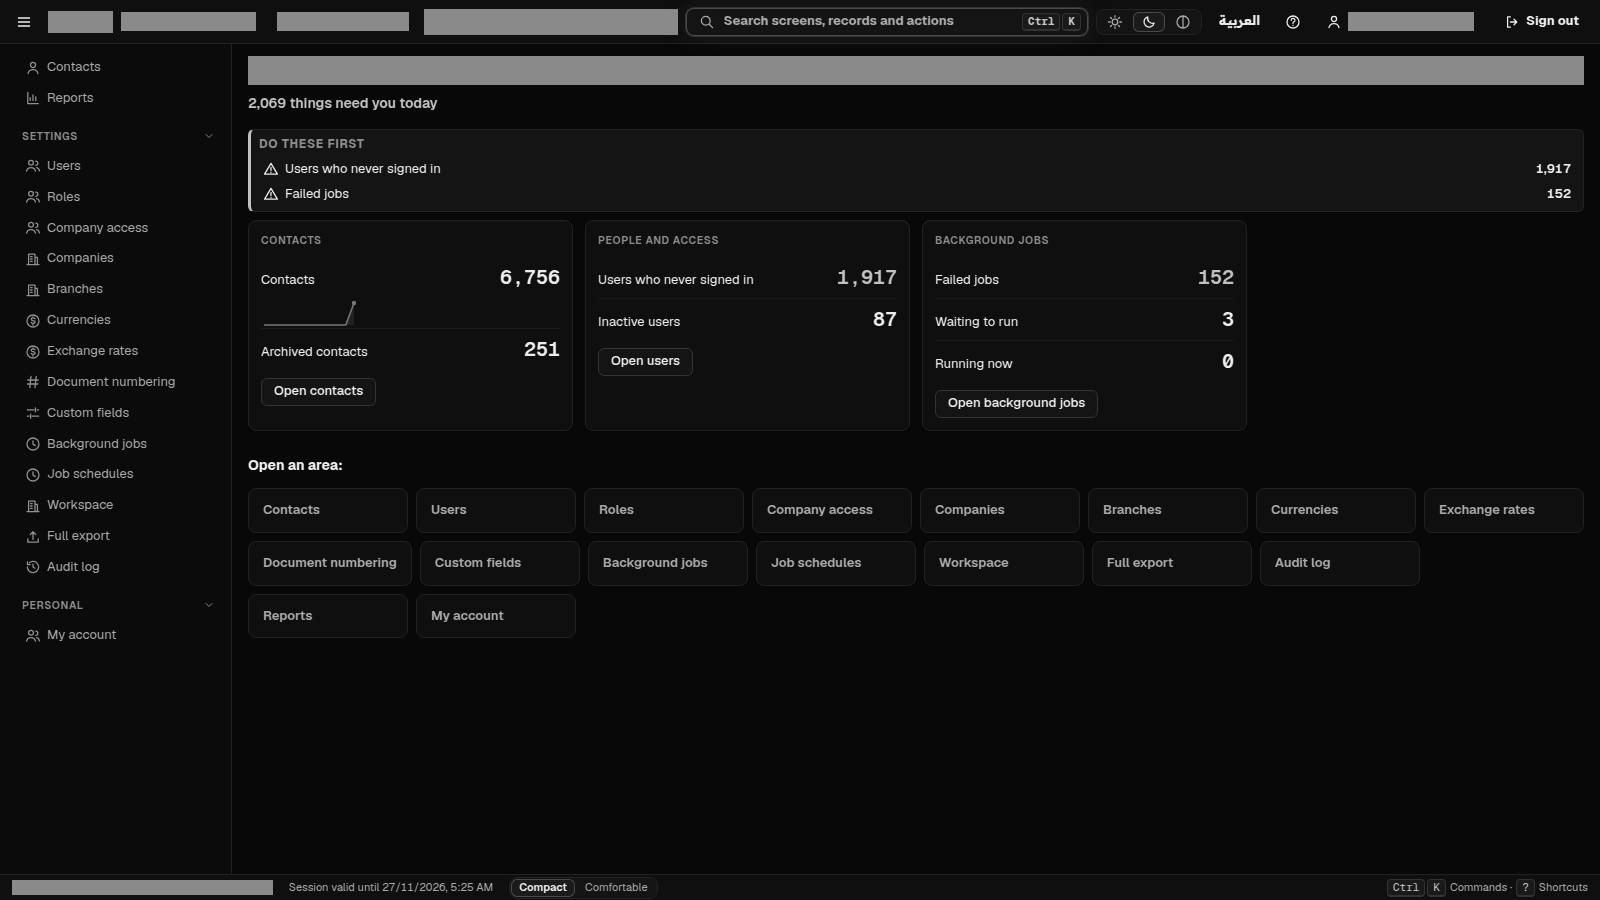 Search screens, records and actions Ctrl K العربية Sign out
Contacts
Reports
SETTINGS
Users
Roles
Company access
Companies
Branches
Currencies
Exchange rates
Document numbering
Custom fields
Background jobs
Job schedules
Workspace
Full export
Audit log
PERSONAL
My account
2,069 things need you today
DO THESE FIRST
Users who never signed in 1,917
Failed jobs 152
CONTACTS
Contacts 6,756
Archived contacts 251
Open contacts
PEOPLE AND ACCESS
Users who never signed in 1,917
Inactive users 87
Open users
BACKGROUND JOBS
Failed jobs 152
Waiting to run 3
Running now 0
Open background jobs
Open an area:
Contacts Users Roles Company access Companies Branches Currencies Exchange rates
Document numbering Custom fields Background jobs Job schedules Workspace Full export Audit log
Reports My account
Session valid until 27/11/2026, 5:25 AM Compact Comfortable Ctrl K Commands · ? Shortcuts